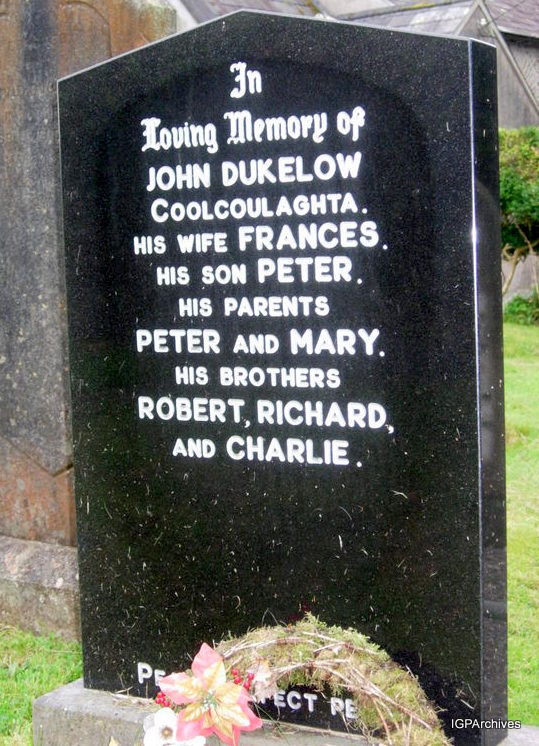 In
Loving Memory of
JOHN DUKELOW
COOLCOULAGHTA.
HIS WIFE FRANCES.
HIS SON PETER.
HIS PARENTS
PETER AND MARY.
HIS BROTHERS
ROBERT, RICHARD,
AND CHARLIE.
IGPArchives